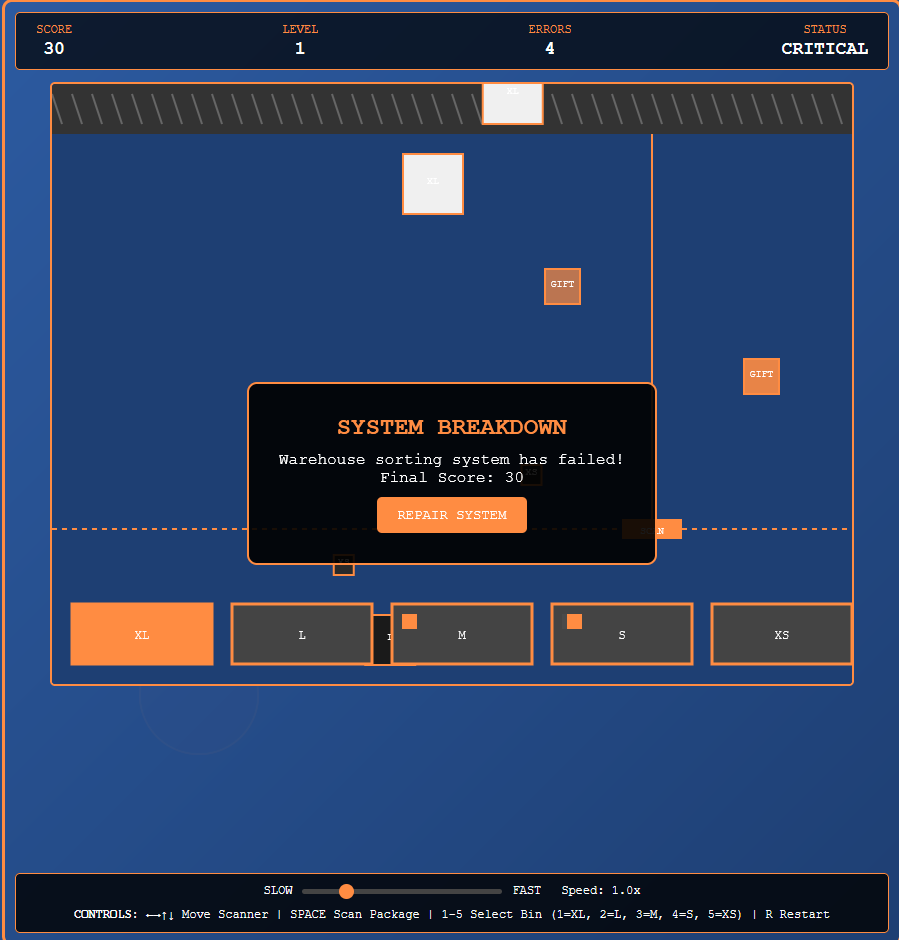 SCORE LEVEL ERRORS STATUS
30 1 4 CRITICAL
XL
XL
GIFT
GIFT
SYSTEM BREAKDOWN
Warehouse sorting system has failed!
Final Score: 30
REPAIR SYSTEM
XL L M S XS
SLOW FAST Speed: 1.0x
CONTROLS: ←→↑↓ Move Scanner | SPACE Scan Package | 1-5 Select Bin (1=XL, 2=L, 3=M, 4=S, 5=XS) | R Restart